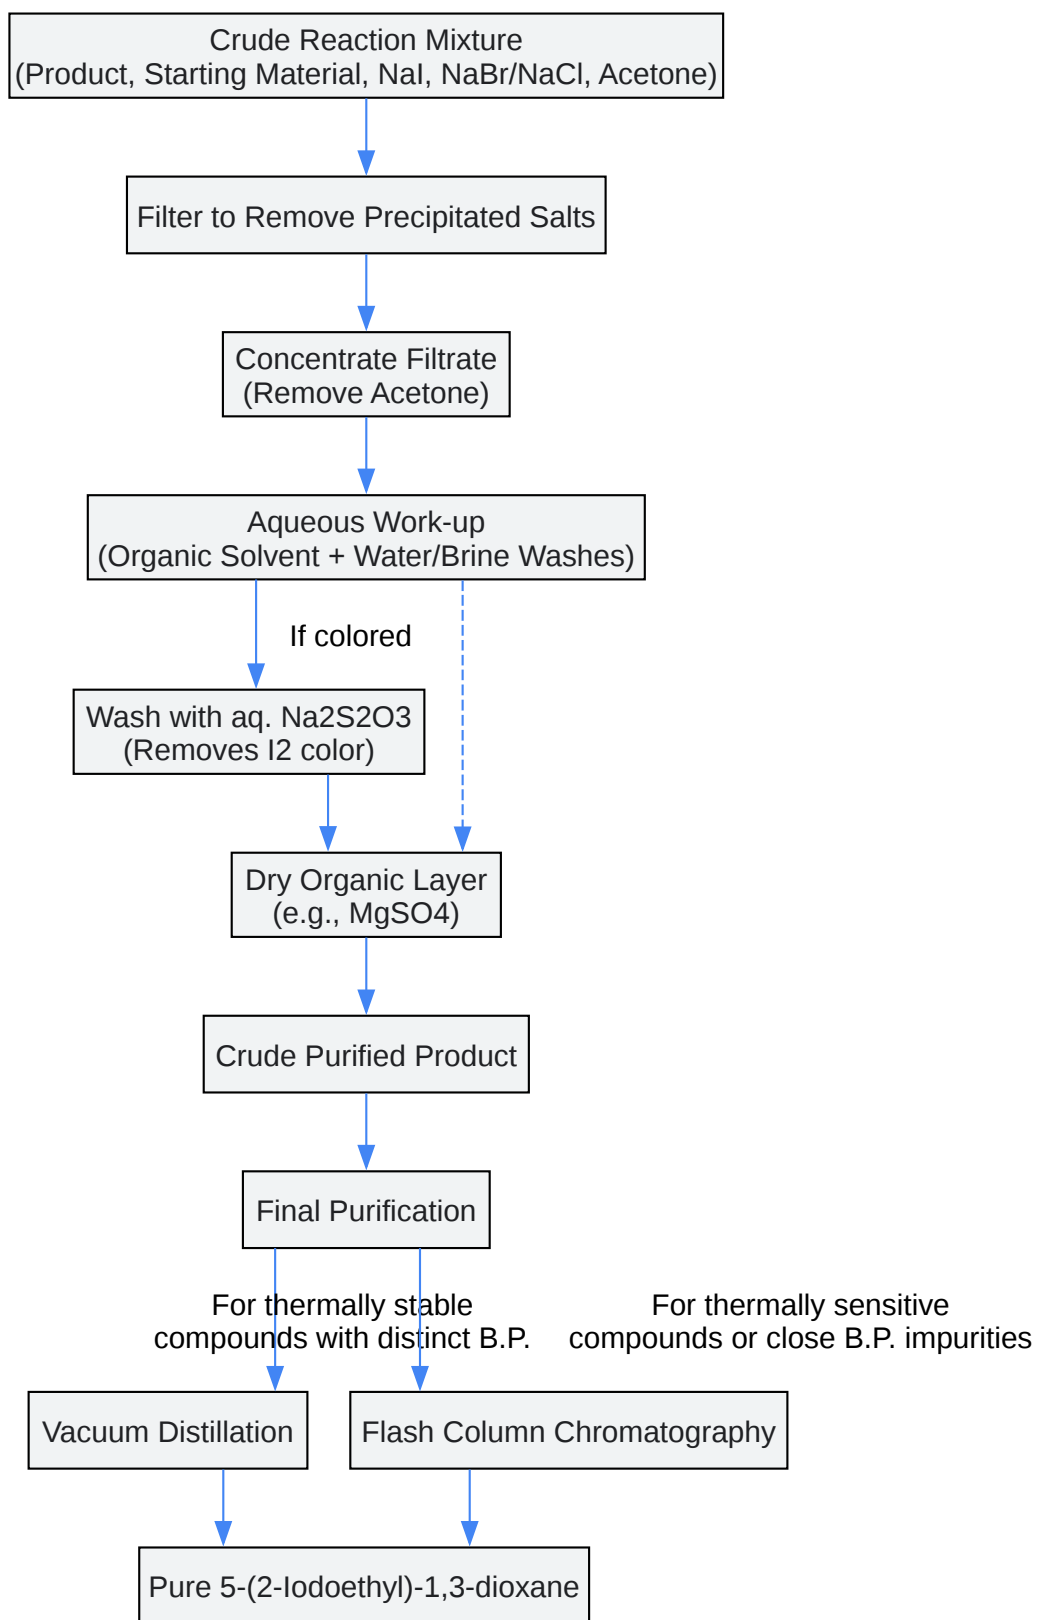 Crude Reaction Mixture
(Product, Starting Material, NaI, NaBr/NaCl, Acetone)
Filter to Remove Precipitated Salts
Concentrate Filtrate
(Remove Acetone)
Aqueous Work-up
(Organic Solvent + Water/Brine Washes)
If colored
Wash with aq. Na2S2O3
(Removes I2 color)
Dry Organic Layer
(e.g., MgSO4)
Crude Purified Product
Final Purification
For thermally stable
compounds with distinct B.P.
For thermally sensitive
compounds or close B.P. impurities
Vacuum Distillation
Flash Column Chromatography
Pure 5-(2-Iodoethyl)-1,3-dioxane